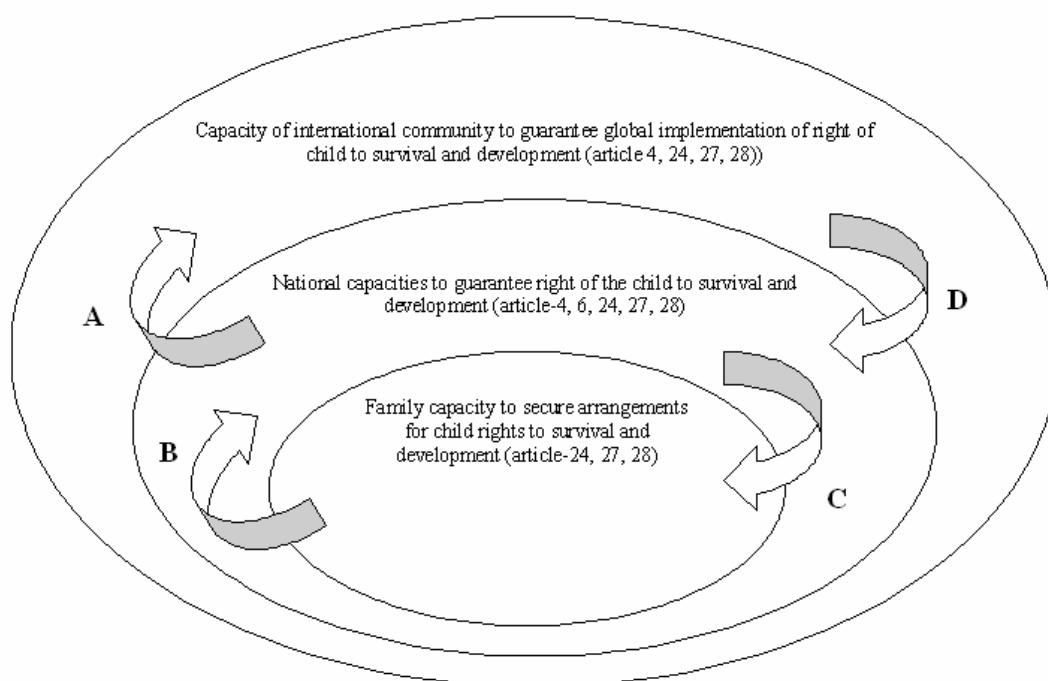 Capacity of international community to guarantee global implementation of right of
child to survival and development (article 4, 24, 27, 28))
National capacities to guarantee right of the child to survival and
development (article-4, 6, 24, 27, 28)
A
D
Family capacity to secure arrangements
for child rights to survival and
development (article-24, 27, 28)
B
C